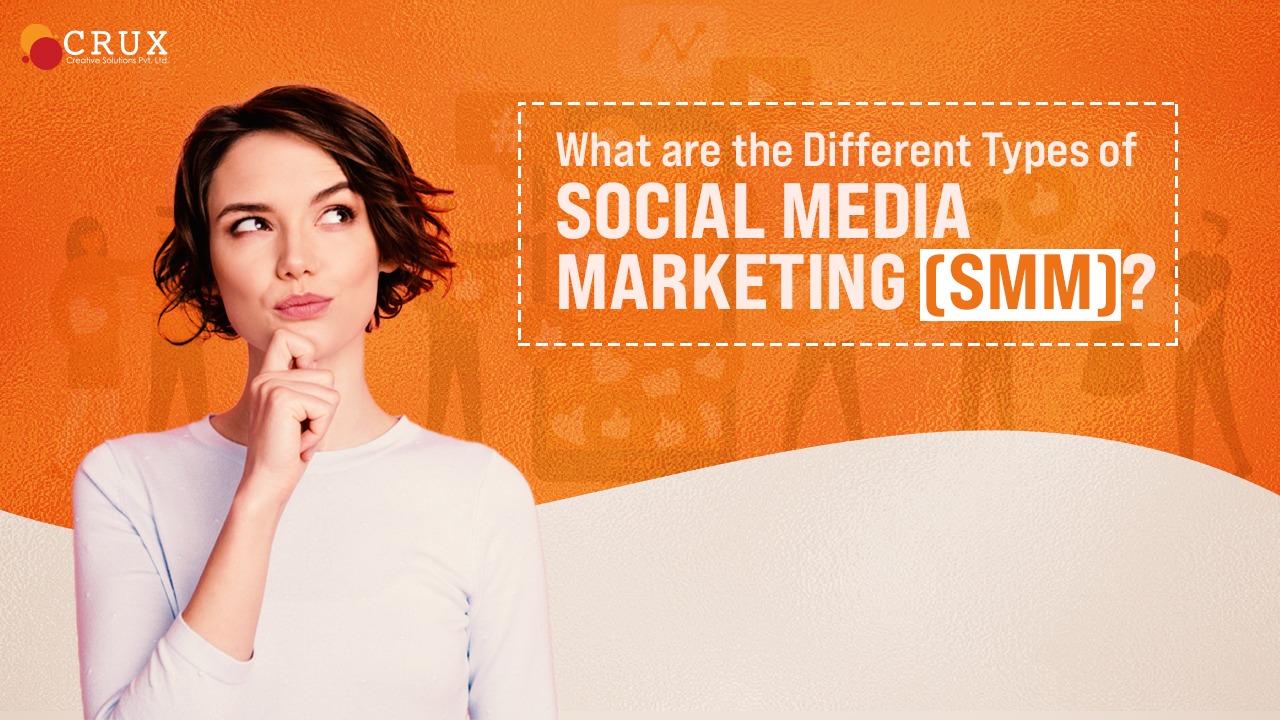 CRUX
Creative Solutions Pvt. Ltd.
What are the Different Types of
SOCIAL MEDIA
MARKETING (SMM)?